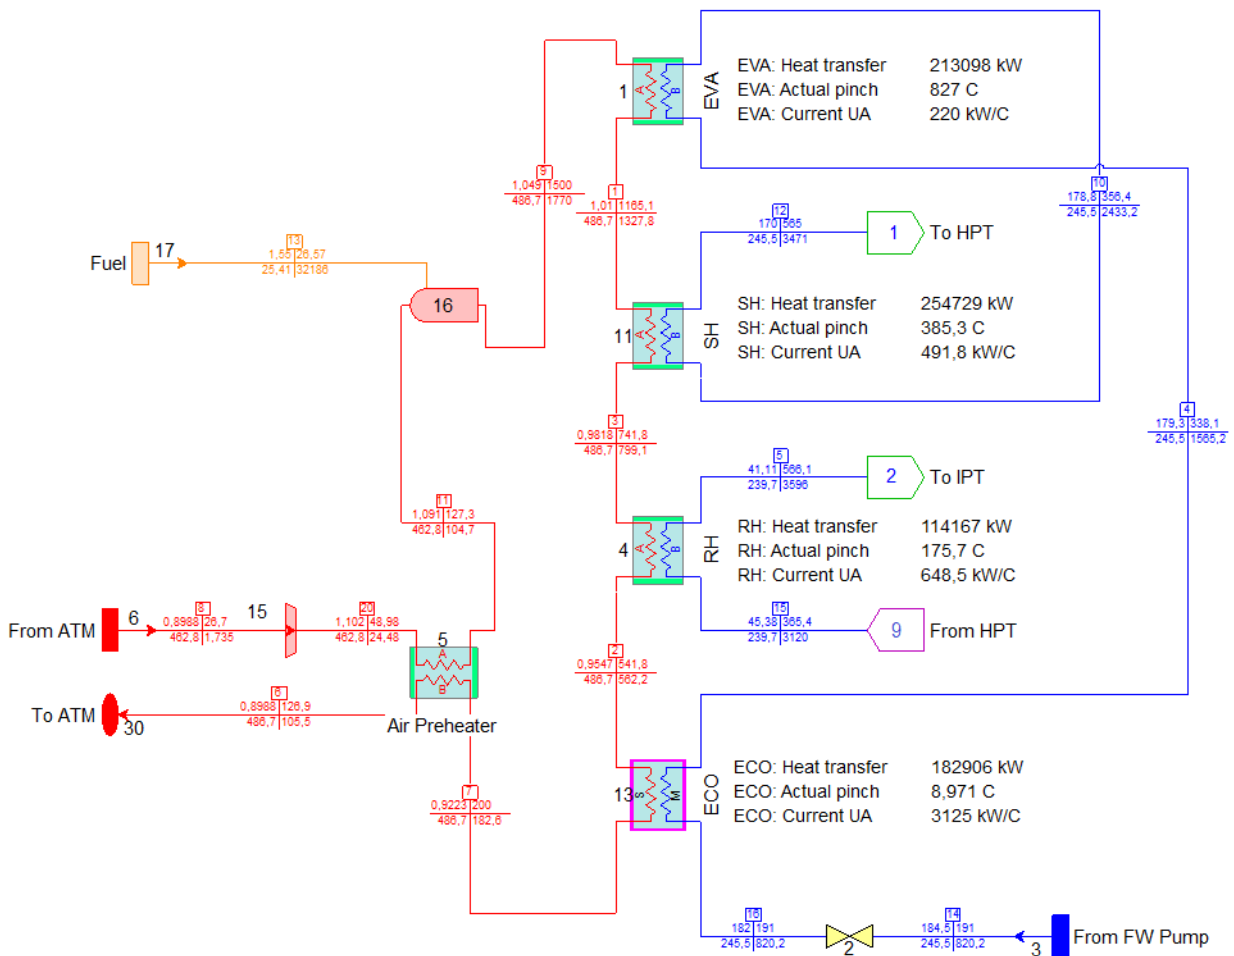 EVA: Heat transfer 213098 kW
EVA: Actual pinch 827 C
EVA: Current UA 220 kW/C
1
A
B
EVA
9
1,049 1500
486,7 1770
1
1,01 1165,1
486,7 1327,8
10
178,8 356,4
245,5 2433,2
12
170 565
245,5 3471
1
To HPT
13
1,55 26,57
25,41 32186
Fuel
17
16
SH: Heat transfer 254729 kW
SH: Actual pinch 385,3 C
SH: Current UA 491,8 kW/C
11
A
B
SH
3
0,9818 741,8
486,7 799,1
4
179,3 338,1
245,5 1565,2
5
41,11 566,1
239,7 3596
2
To IPT
11
1,091 127,3
462,8 104,7
RH: Heat transfer 114167 kW
RH: Actual pinch 175,7 C
RH: Current UA 648,5 kW/C
4
A
B
RH
15
45,38 365,4
239,7 3120
9
From HPT
From ATM
6
8
0,8988 26,7
462,8 1,735
15
20
1,102 48,98
462,8 24,48
5
A
B
Air Preheater
2
0,9547 541,8
486,7 562,2
To ATM
30
6
0,8988 126,9
486,7 105,5
7
0,9223 200
486,7 182,6
ECO: Heat transfer 182906 kW
ECO: Actual pinch 8,971 C
ECO: Current UA 3125 kW/C
13
S
M
ECO
16
182 191
245,5 820,2
2
14
184,5 191
245,5 820,2
3
From FW Pump